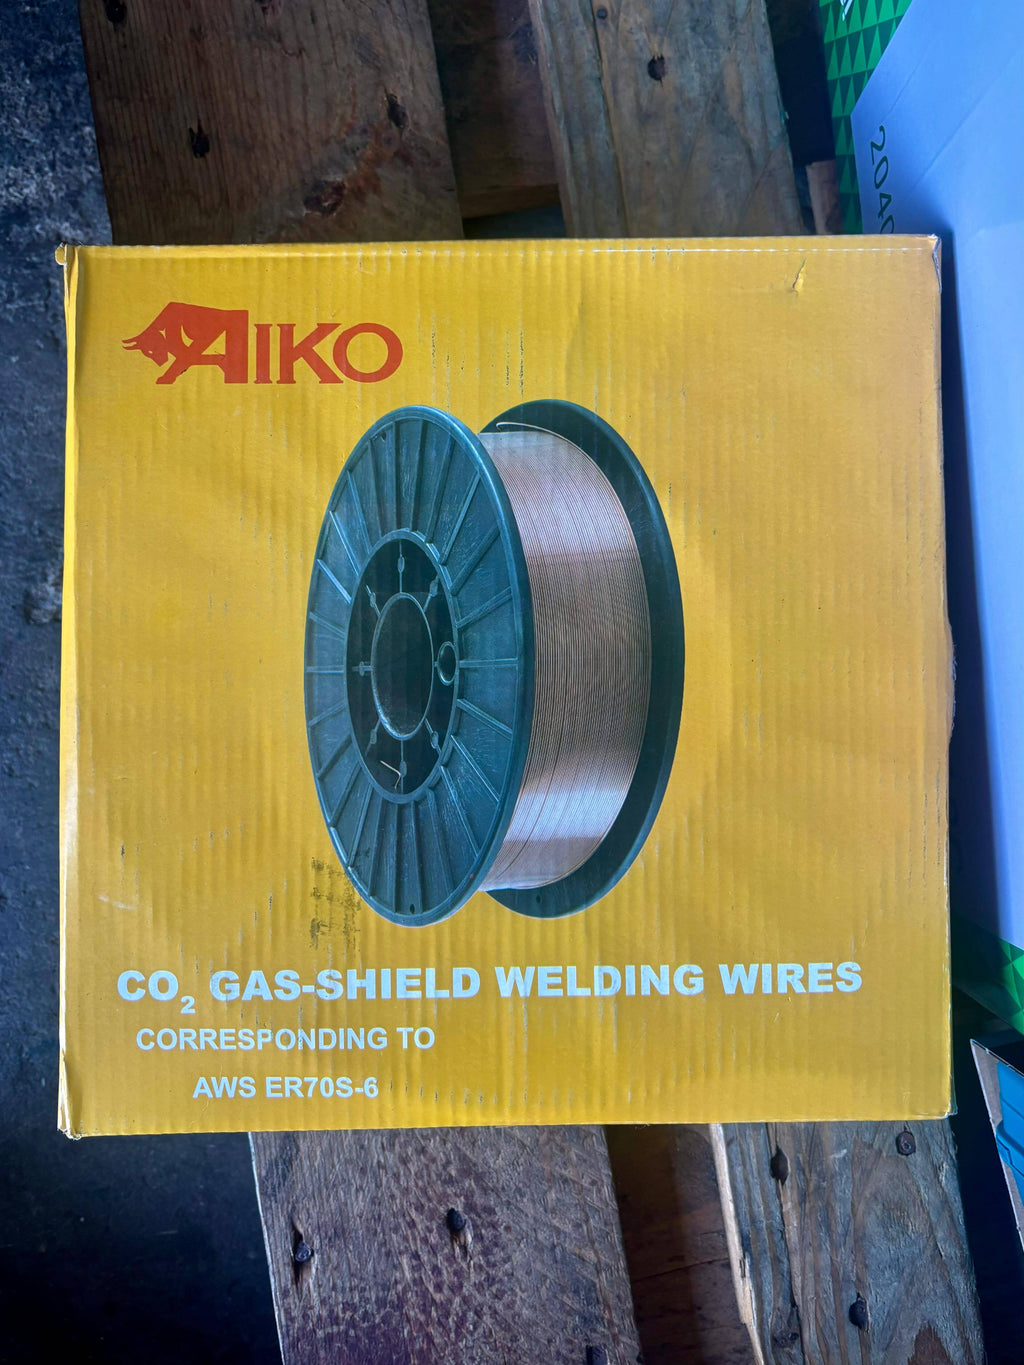 AIKO
CO₂ GAS-SHIELD WELDING WIRES
CORRESPONDING TO
AWS ER70S-6